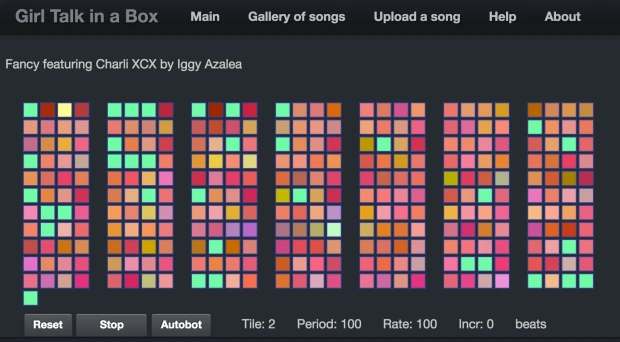 Girl Talk in a Box Main Gallery of songs Upload a song Help About
Fancy featuring Charli XCX by Iggy Azalea
Reset Stop Autobot Tile: 2 Period: 100 Rate: 100 Incr: 0 beats